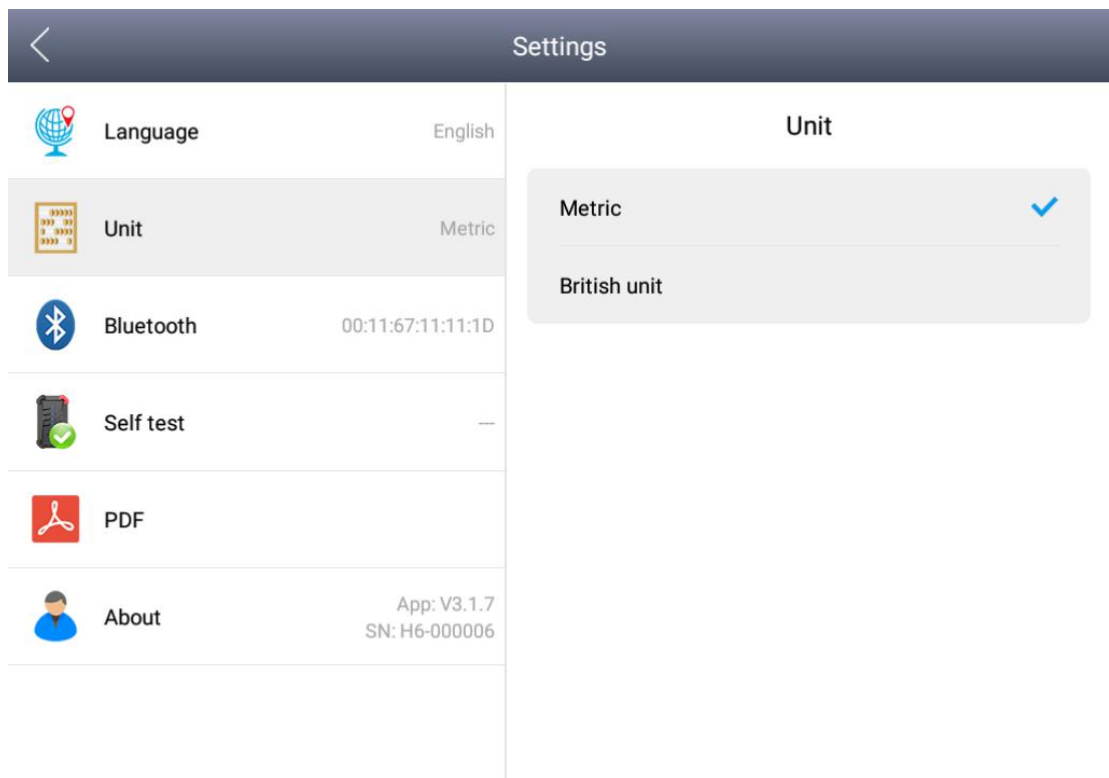 Settings
Language English
Unit Metric
Bluetooth 00:11:67:11:11:1D
Self test ---
PDF
About App: V3.1.7
SN: H6-000006
Unit
Metric
British unit